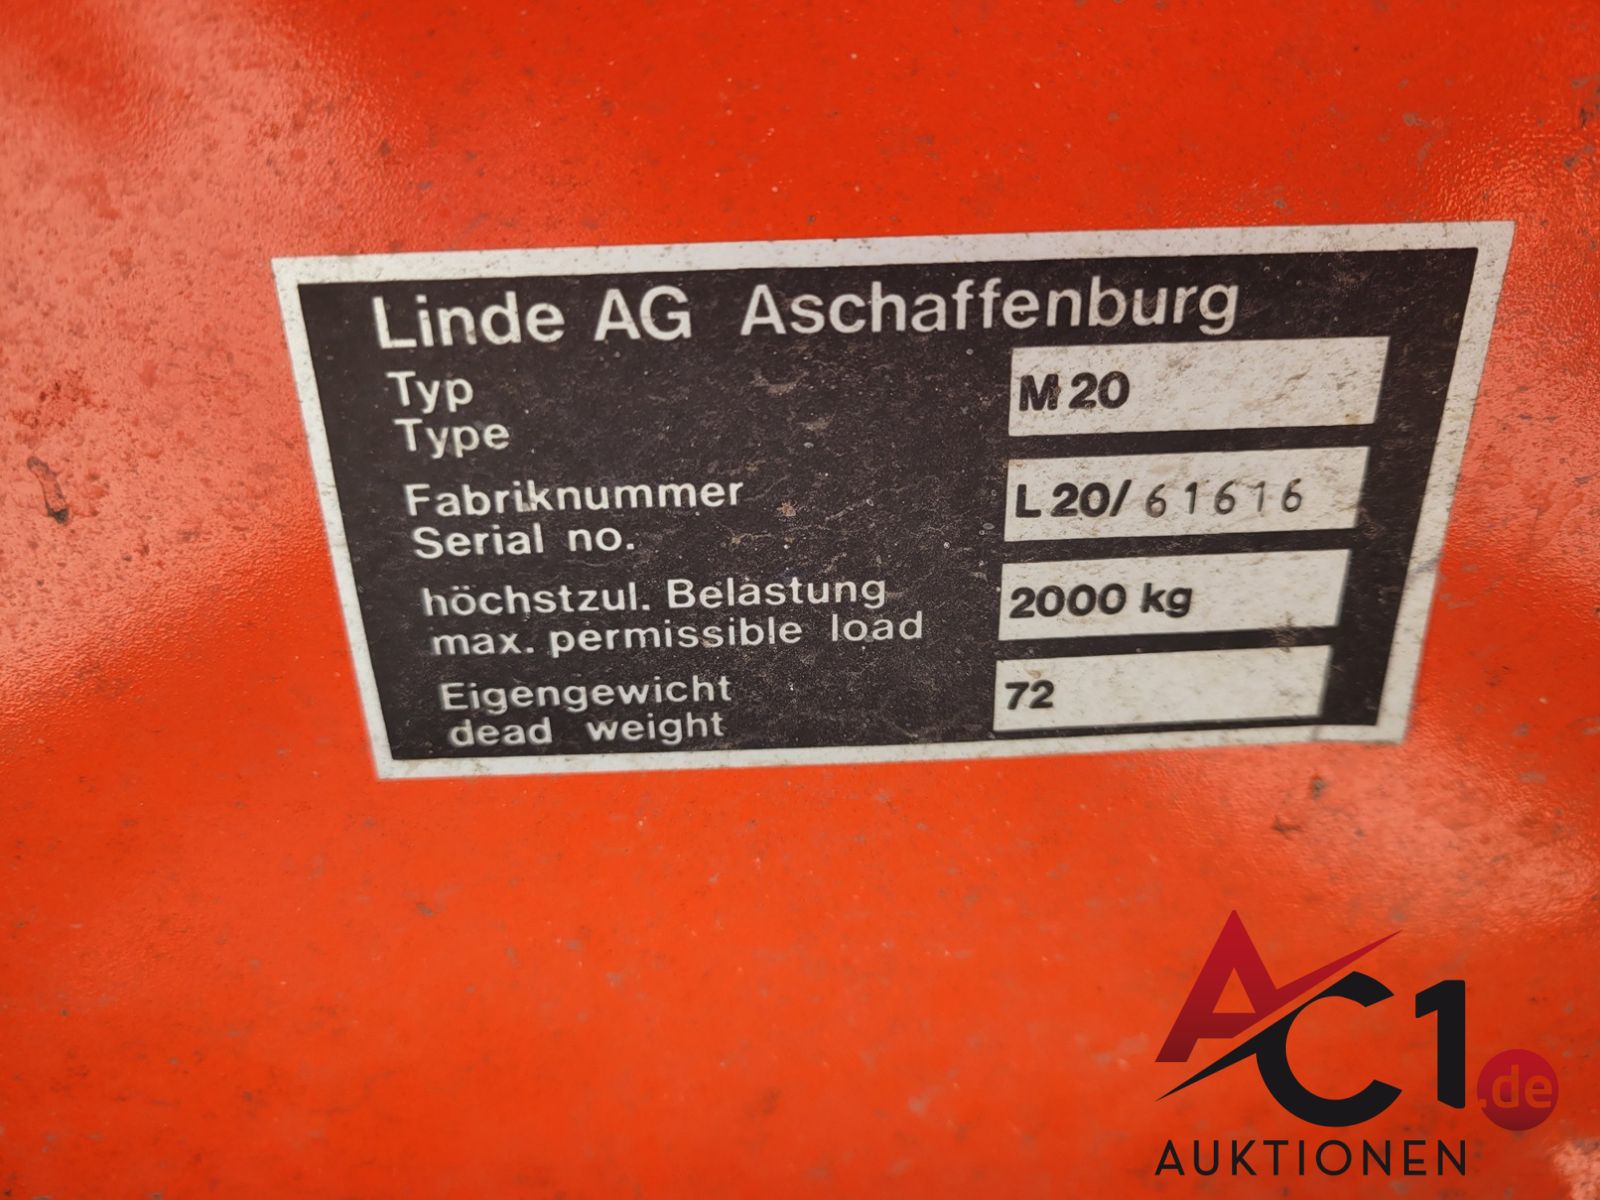 Linde AG Aschaffenburg
Typ
Type
M 20
Fabriknummer
Serial no.
L 20/ 61616
höchstzul. Belastung
max. permissible load
2000 kg
Eigengewicht
dead weight
72
AC1.de
AUKTIONEN